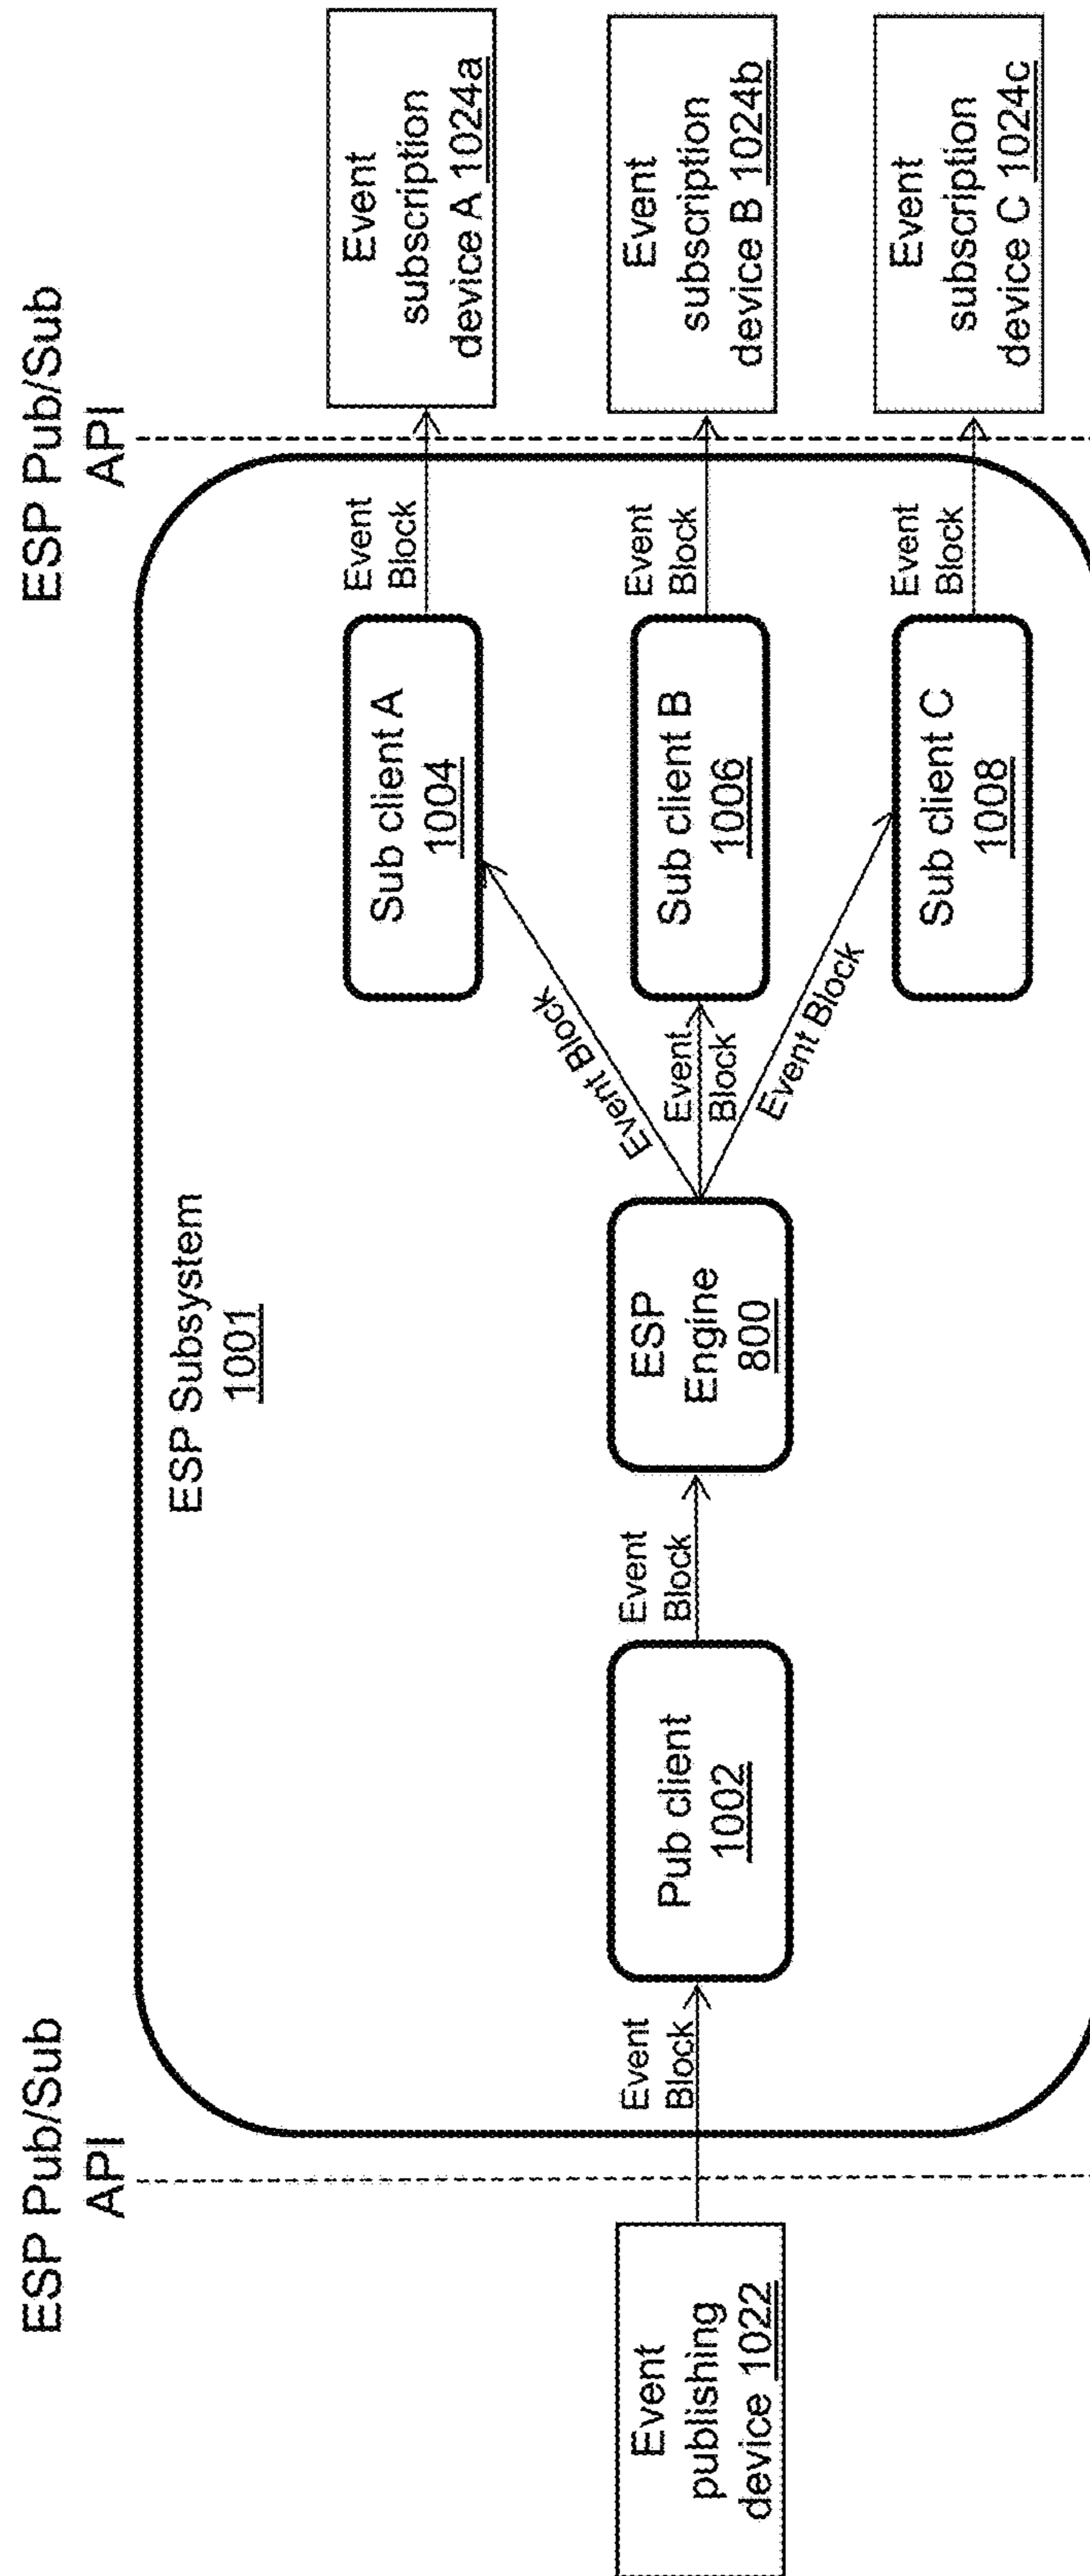 ESP Pub/Sub
API
ESP Pub/Sub
API
ESP Subsystem
1001
Event
publishing
device 1022
Event
Block
Pub client
1002
Event
Block
ESP
Engine
800
Event Block
Event
Block
Event Block
Sub client A
1004
Sub client B
1006
Sub client C
1008
Event
Block
Event
Block
Event
Block
Event
subscription
device A 1024a
Event
subscription
device B 1024b
Event
subscription
device C 1024c